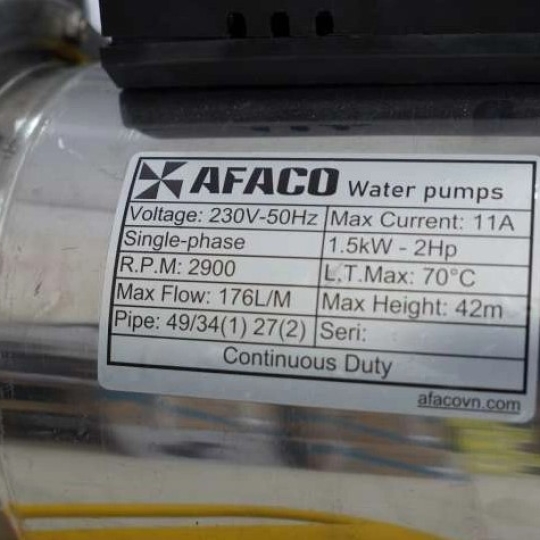 AFACO Water pumps
Voltage: 230V-50Hz Max Current: 11A
Single-phase 1.5kW - 2Hp
R.P.M: 2900 L.T.Max: 70°C
Max Flow: 176L/M Max Height: 42m
Pipe: 49/34(1) 27(2) Seri:
Continuous Duty
afacovn.com